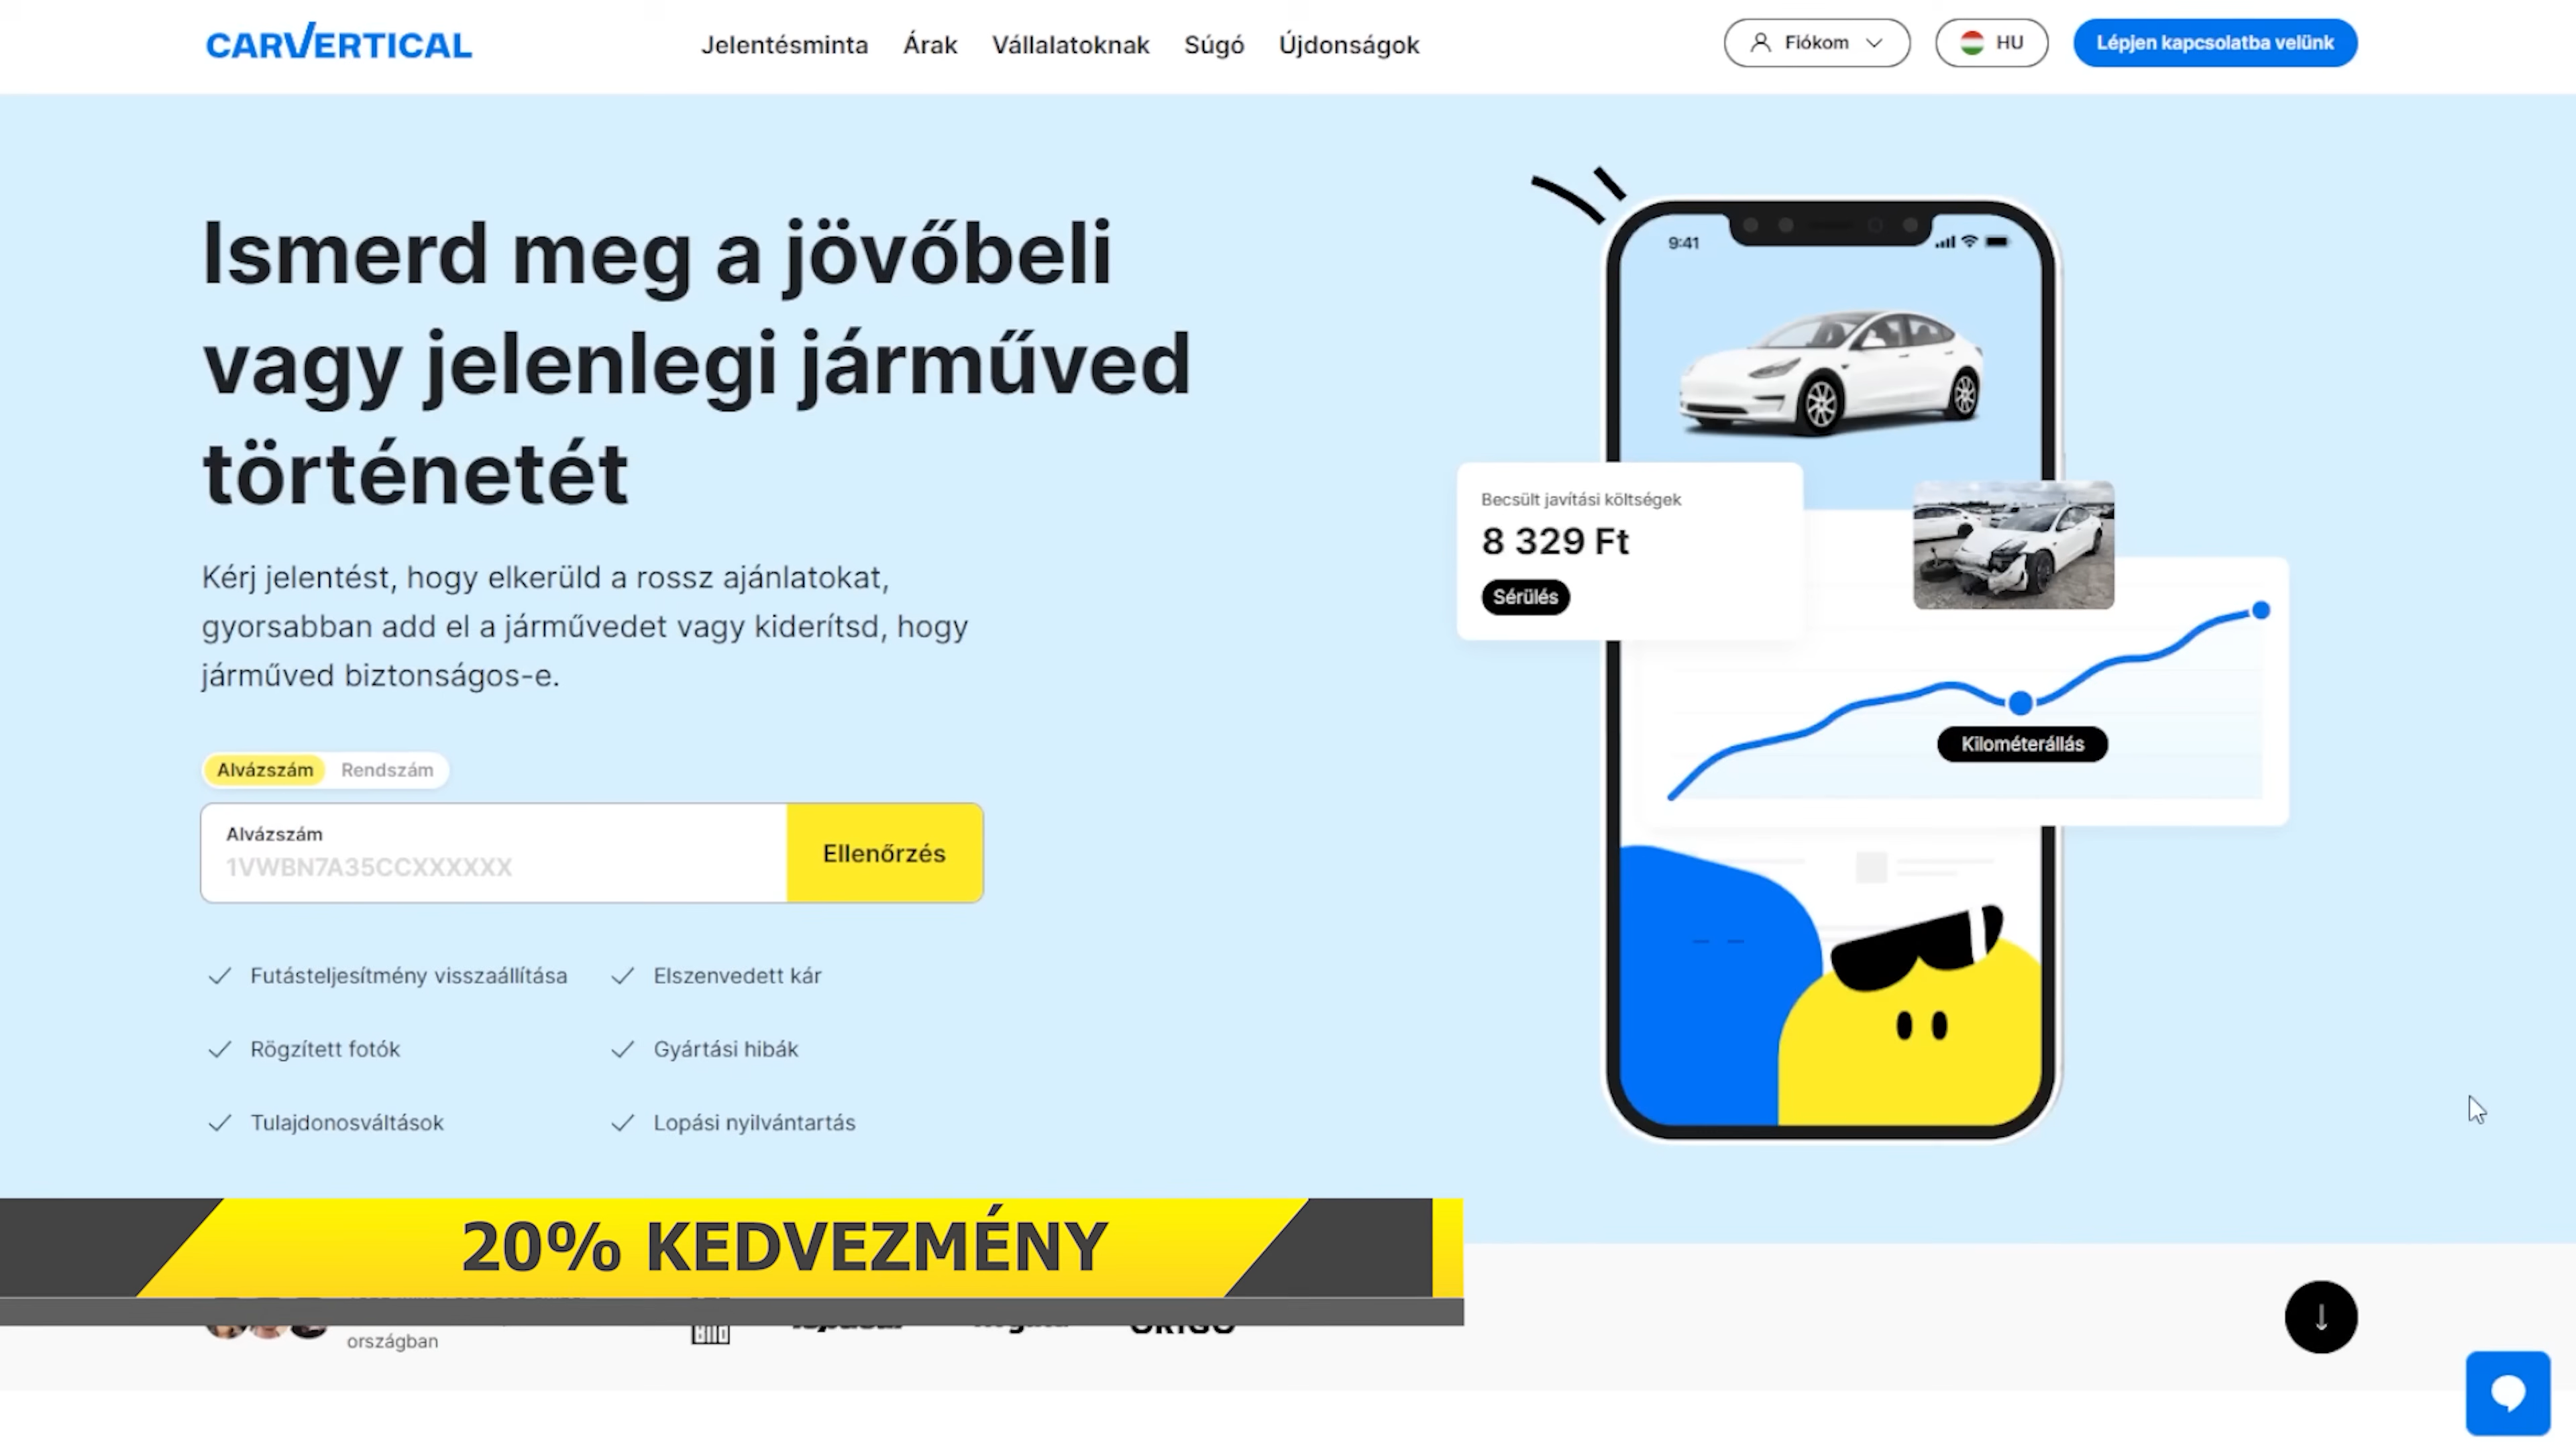 CARVERTICAL
Jelentésminta Árak Vállalatoknak Súgó Újdonságok
Fiókom HU Lépjen kapcsolatba velünk
Ismerd meg a jövőbeli
vagy jelenlegi járműved
történetét
Kérj jelentést, hogy elkerüld a rossz ajánlatokat,
gyorsabban add el a járművedet vagy kiderítsd, hogy
járműved biztonságos-e.
Alvázszám Rendszám
Alvázszám
1VWBN7A35CCXXXXXX
Ellenőrzés
Futásteljesítmény visszaállítása
Elszenvedett kár
Rögzített fotók
Gyártási hibák
Tulajdonosváltások
Lopási nyilvántartás
9:41
Becsült javítási költségek
8 329 Ft
Sérülés
Kilométerállás
20% KEDVEZMÉNY
országban